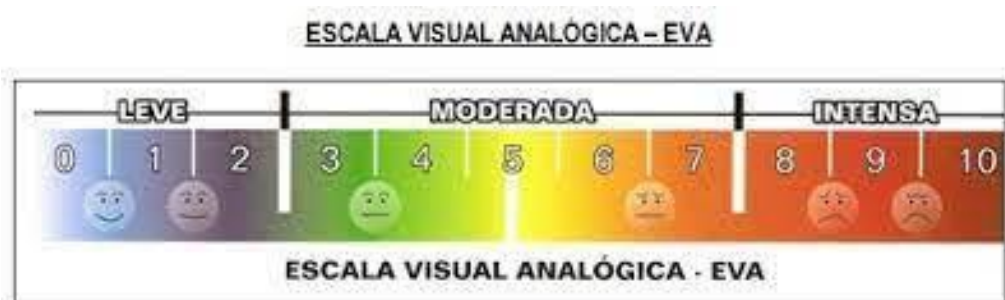 ESCALA VISUAL ANALÓGICA – EVA
LEVE MODERADA INTENSA
0 1 2 3 4 5 6 7 8 9 10
ESCALA VISUAL ANALÓGICA - EVA